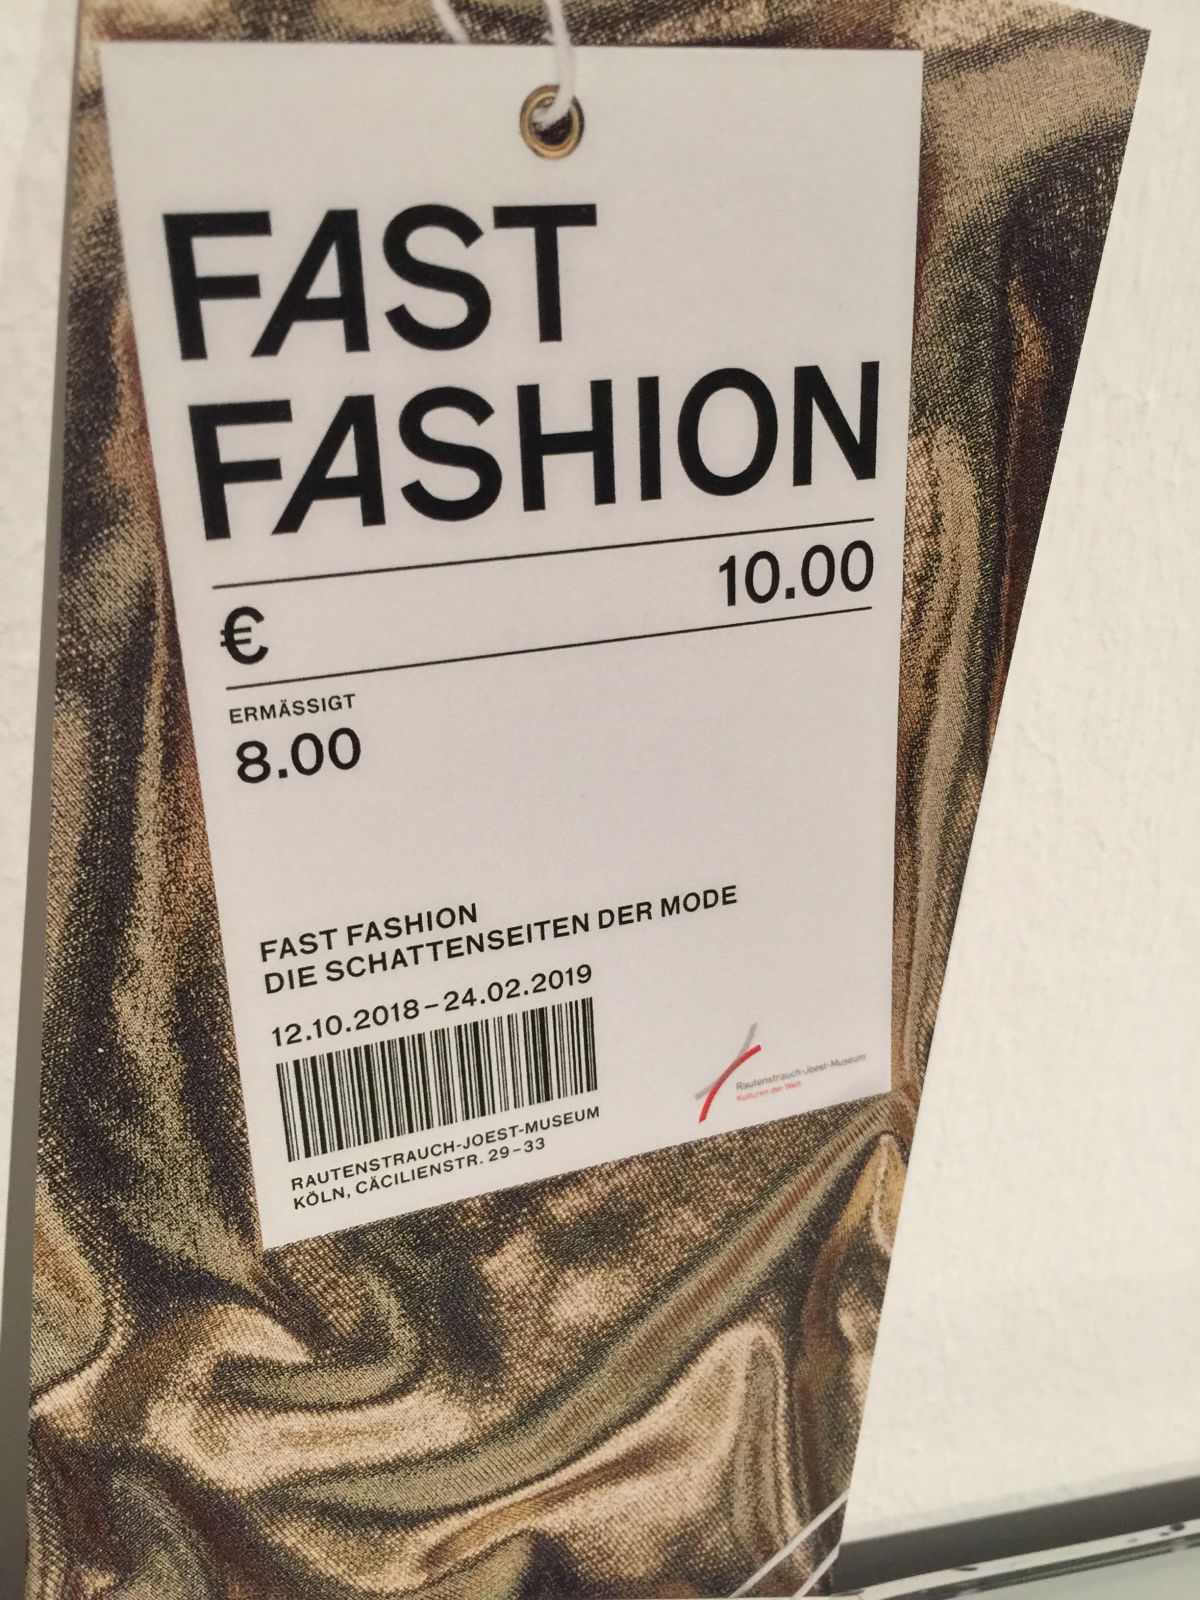 FAST
FASHION
€ 10.00
ERMÄSSIGT
8.00
FAST FASHION
DIE SCHATTENSEITEN DER MODE
12.10.2018–24.02.2019
RAUTENSTRAUCH-JOEST-MUSEUM
KÖLN, CÄCILIENSTR. 29–33
Rautenstrauch-Joest-Museum
Kulturen der Welt